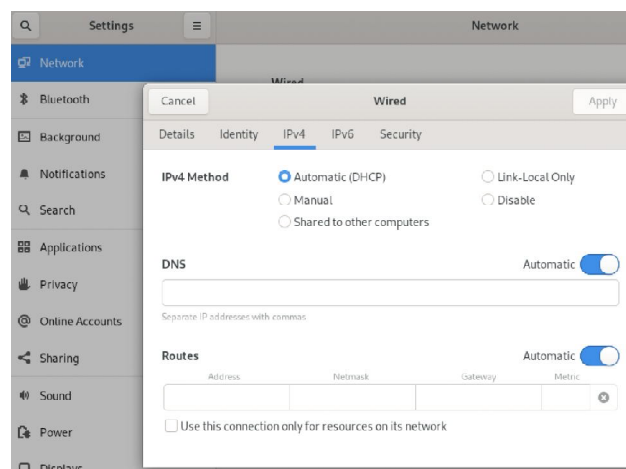 Settings
Network
Network
Wired
Bluetooth
Background
Notifications
Search
Applications
Privacy
Online Accounts
Sharing
Sound
Power
Displays
Cancel
Wired
Apply
Details Identity IPv4 IPv6 Security
IPv4 Method
Automatic (DHCP)
Link-Local Only
Manual
Disable
Shared to other computers
DNS
Automatic
Separate IP addresses with commas
Routes
Automatic
Address Netmask Gateway Metric
Use this connection only for resources on its network